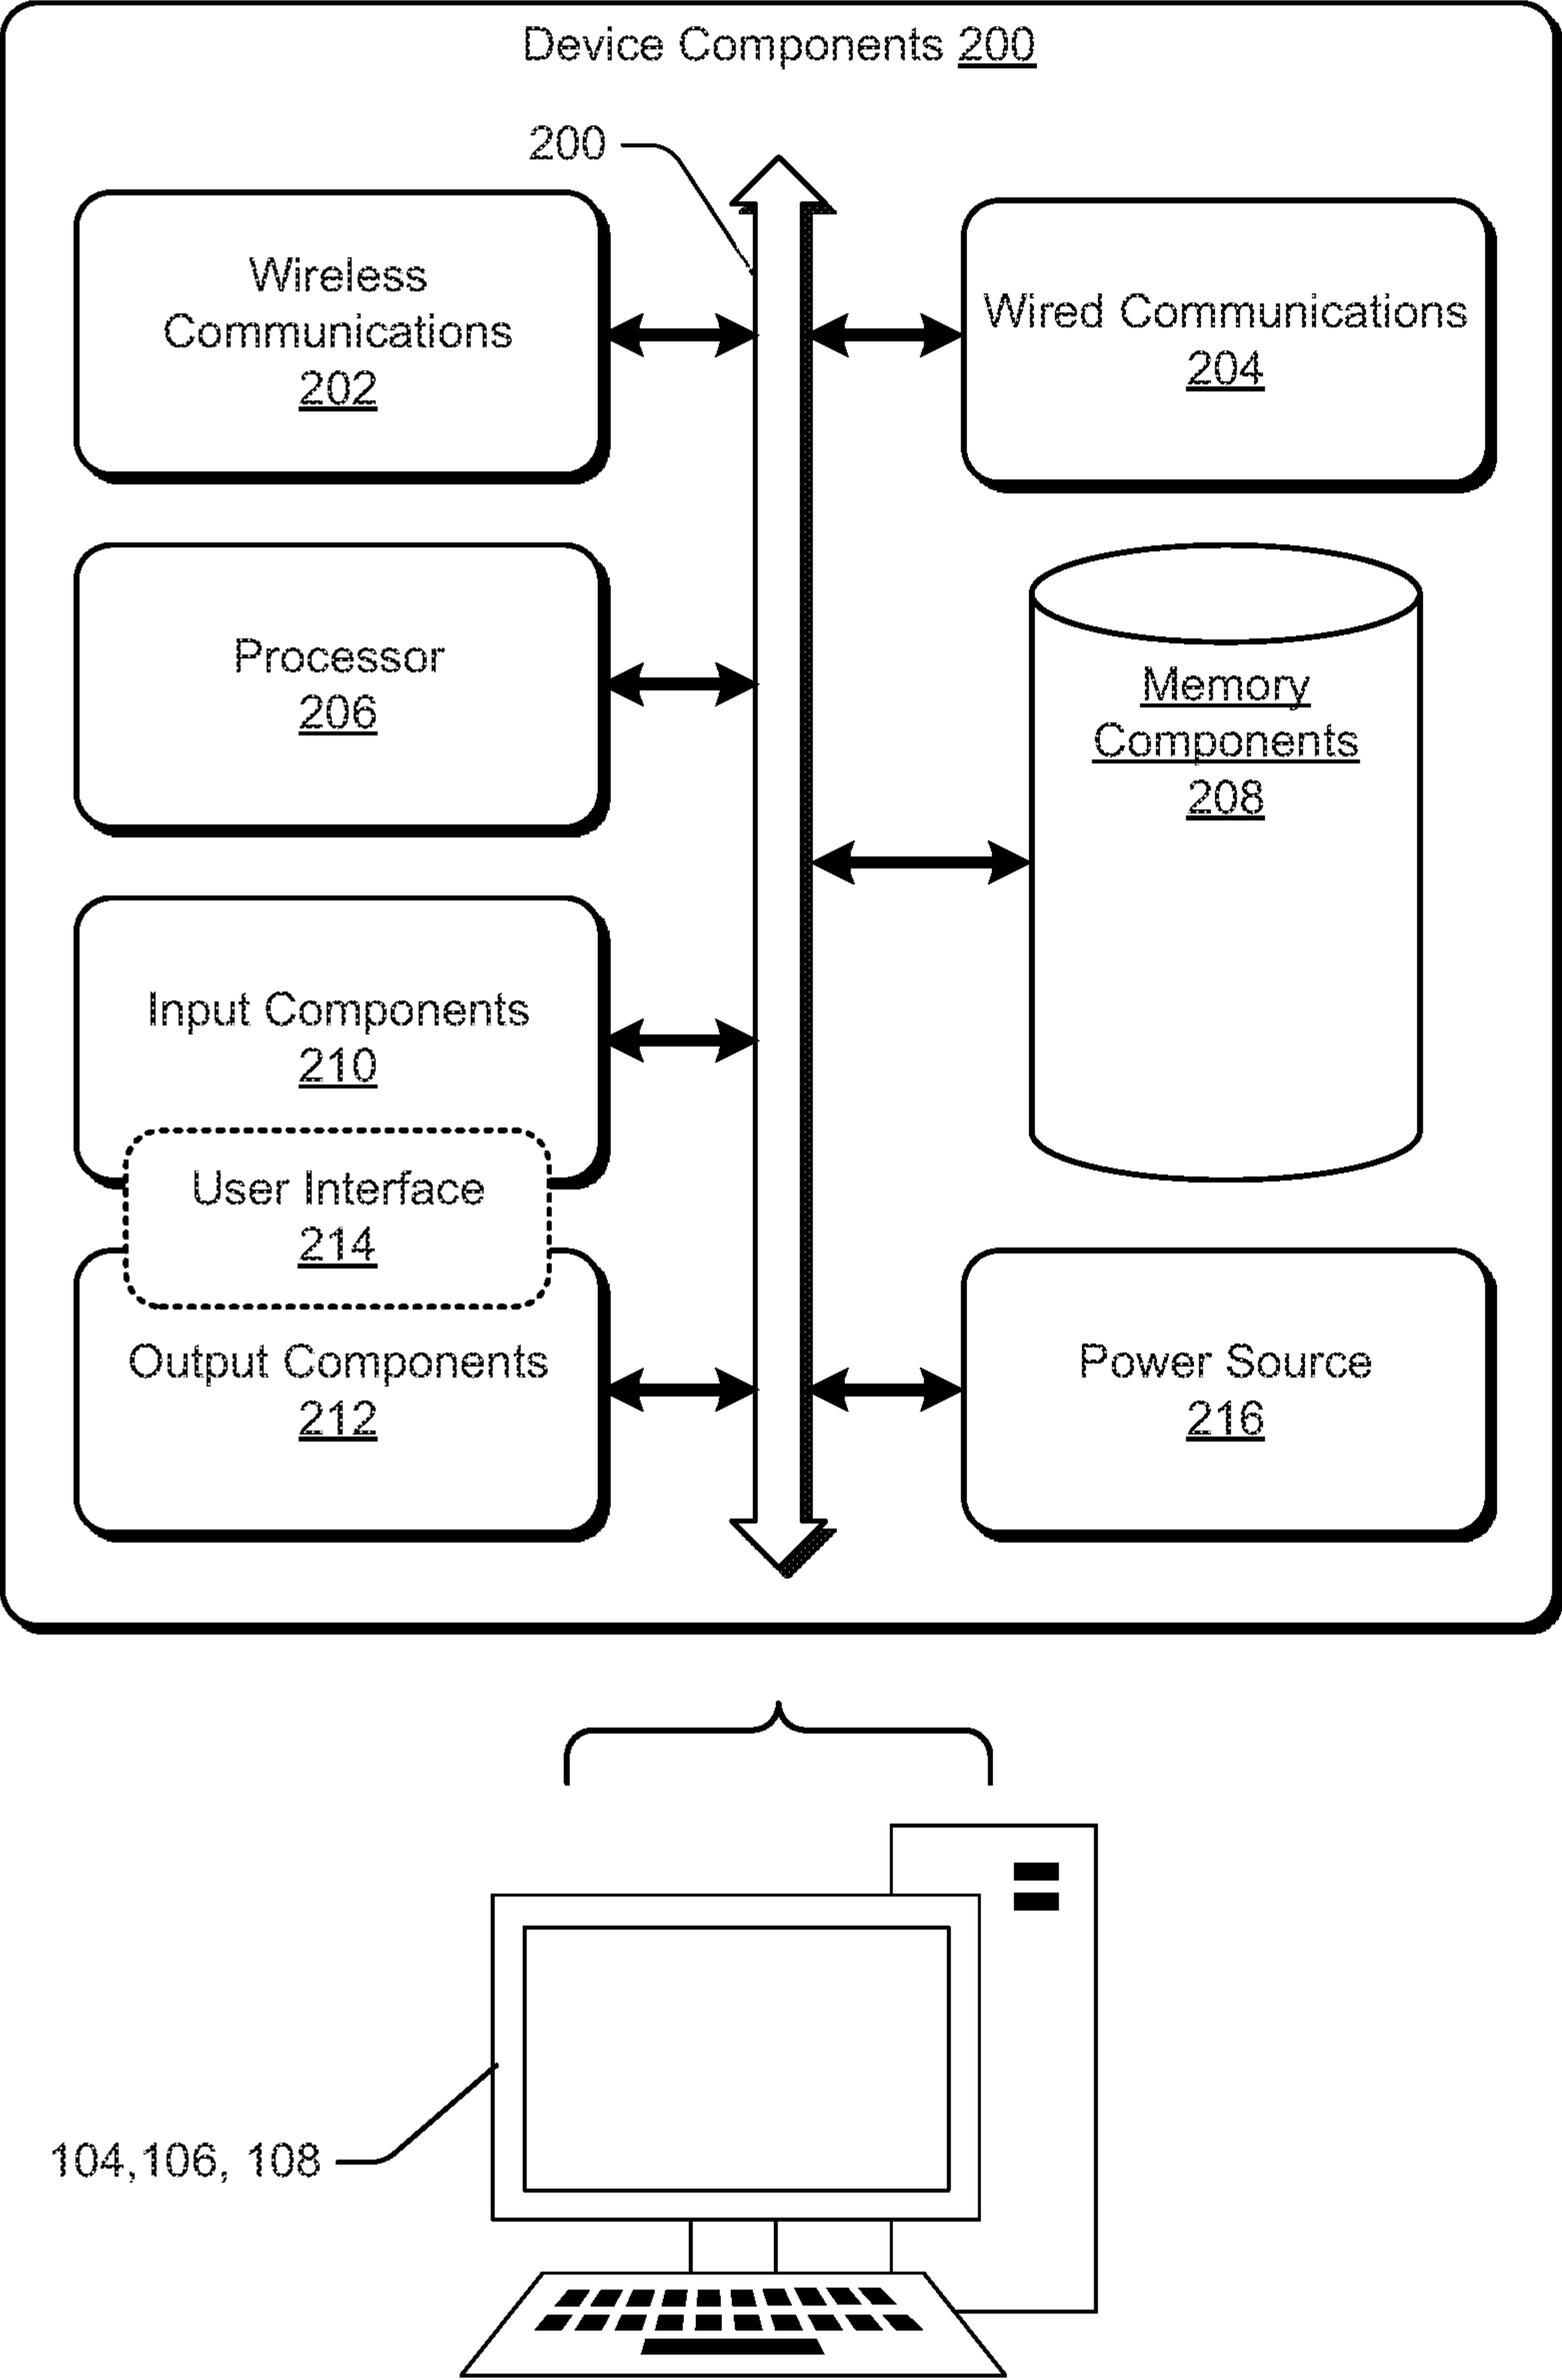 Device Components 200
200
Wireless
Communications
202
Wired Communications
204
Processor
206
Memory
Components
208
Input Components
210
User Interface
214
Output Components
212
Power Source
216
104,106, 108